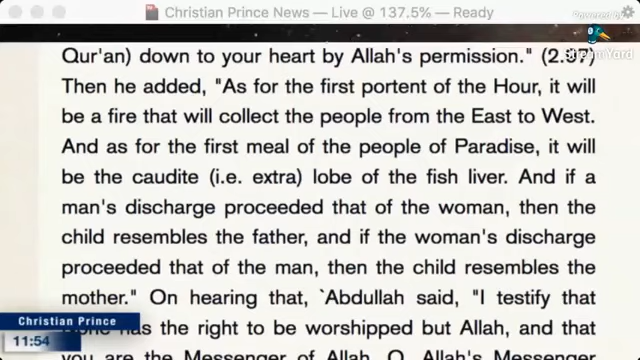 Christian Prince News — Live @ 137.5% — Ready
Powered by
StreamYard
Qur'an) down to your heart by Allah's permission." (2.97)
Then he added, "As for the first portent of the Hour, it will
be a fire that will collect the people from the East to West.
And as for the first meal of the people of Paradise, it will
be the caudite (i.e. extra) lobe of the fish liver. And if a
man's discharge proceeded that of the woman, then the
child resembles the father, and if the woman's discharge
proceeded that of the man, then the child resembles the
mother." On hearing that, `Abdullah said, "I testify that
has the right to be worshipped but Allah, and that
you are the Messenger of Allah. O, Allah's Messenger
Christian Prince
11:54